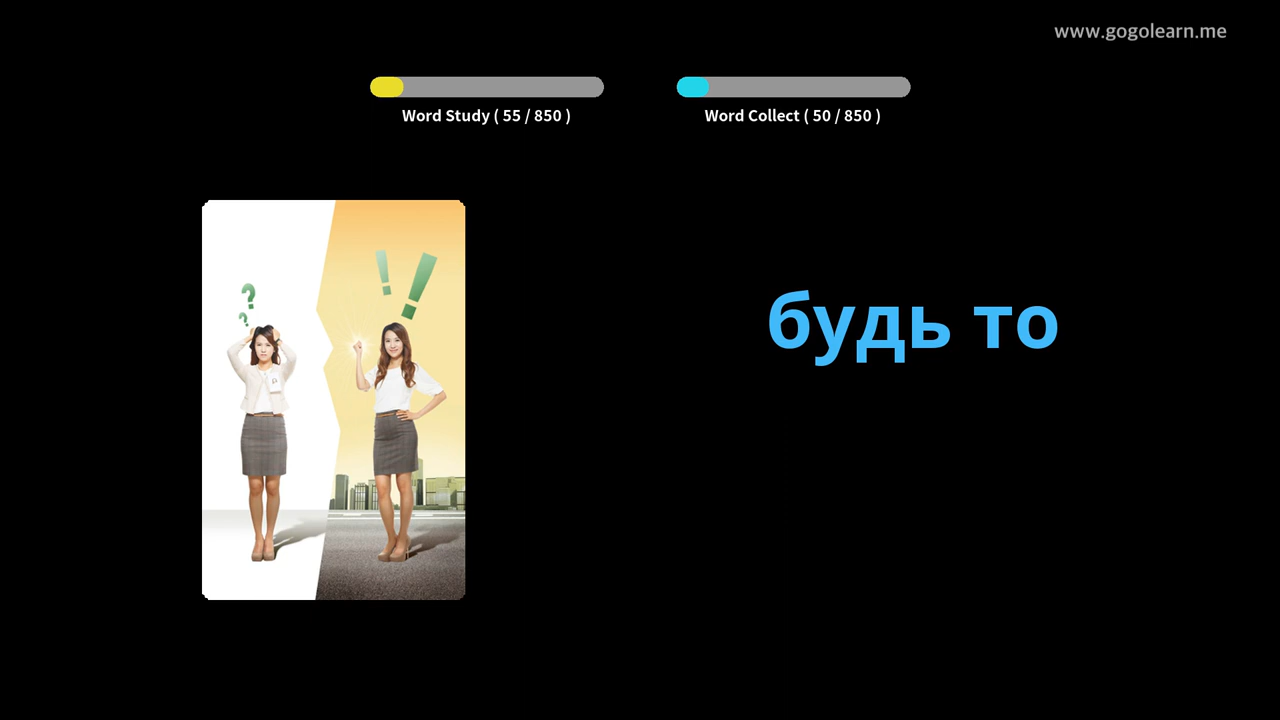 www.gogolearn.me
Word Study ( 55 / 850 )
Word Collect ( 50 / 850 )
? ?
! !
будь то